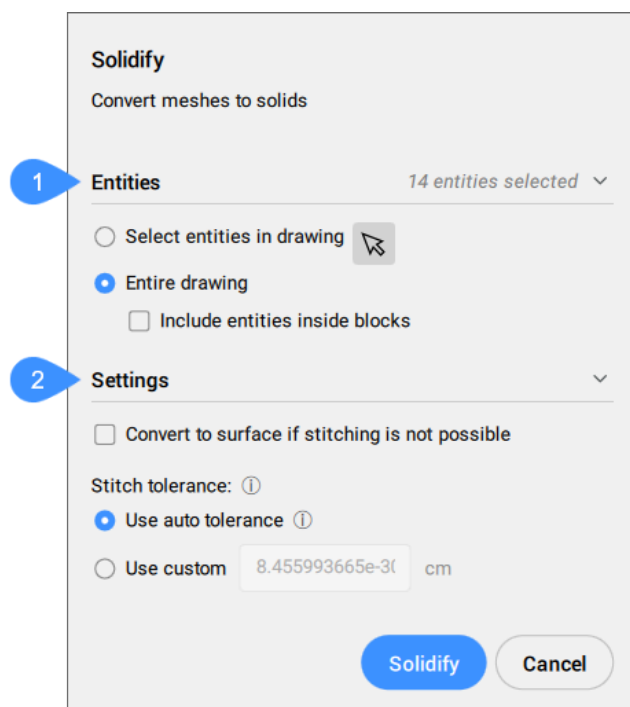 Solidify
Convert meshes to solids
1
Entities 14 entities selected
Select entities in drawing
Entire drawing
Include entities inside blocks
2
Settings
Convert to surface if stitching is not possible
Stitch tolerance: ⓘ
Use auto tolerance ⓘ
Use custom 8.455993665e-30 cm
Solidify Cancel